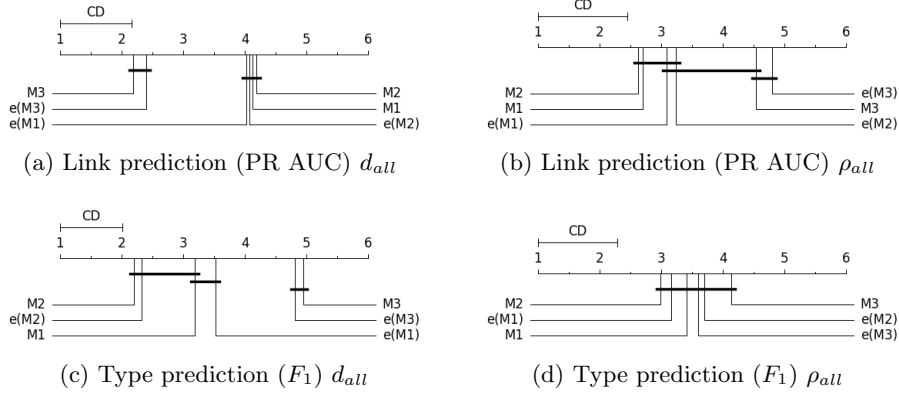 CD
1 2 3 4 5 6
M3 M2
e(M3) M1
e(M1) e(M2)
(a) Link prediction (PR AUC) d_all
CD
1 2 3 4 5 6
M2 e(M3)
M1 M3
e(M1) e(M2)
(b) Link prediction (PR AUC) ρ_all
CD
1 2 3 4 5 6
M2 M3
e(M2) e(M3)
M1 e(M1)
(c) Type prediction (F_1) d_all
CD
1 2 3 4 5 6
M2 M3
e(M1) e(M2)
M1 e(M3)
(d) Type prediction (F_1) ρ_all